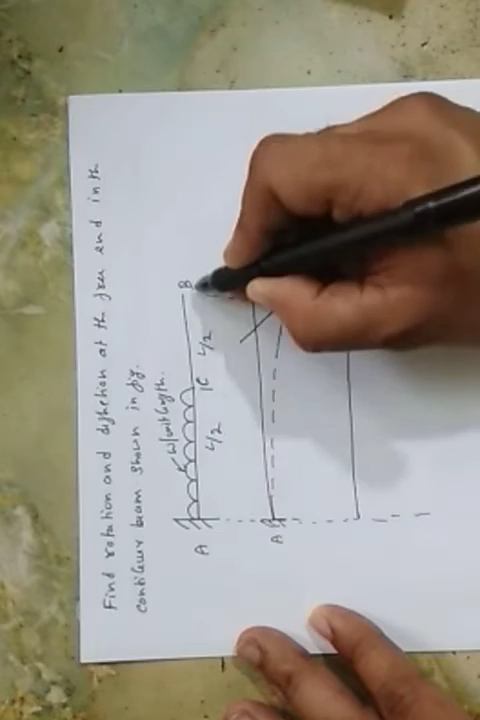 Find rotation and deflection at the free end in the
cantilever beam shown in fig.
w/unit length.
A
L/2
C
L/2
B
A